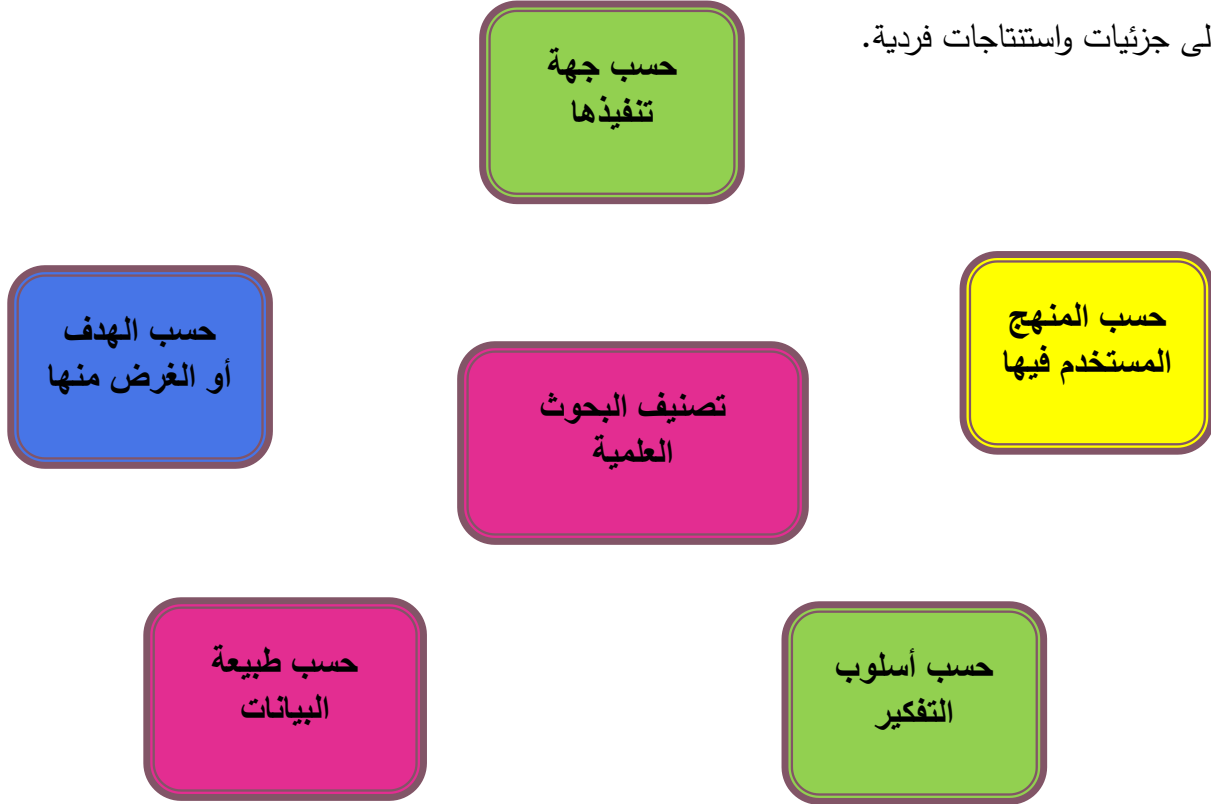 لى جزئيات واستنتاجات فردية.
حسب جهة
تنفيذها
حسب المنهج
المستخدم فيها
حسب الهدف
أو الغرض منها
تصنيف البحوث
العلمية
حسب أسلوب
التفكير
حسب طبيعة
البيانات